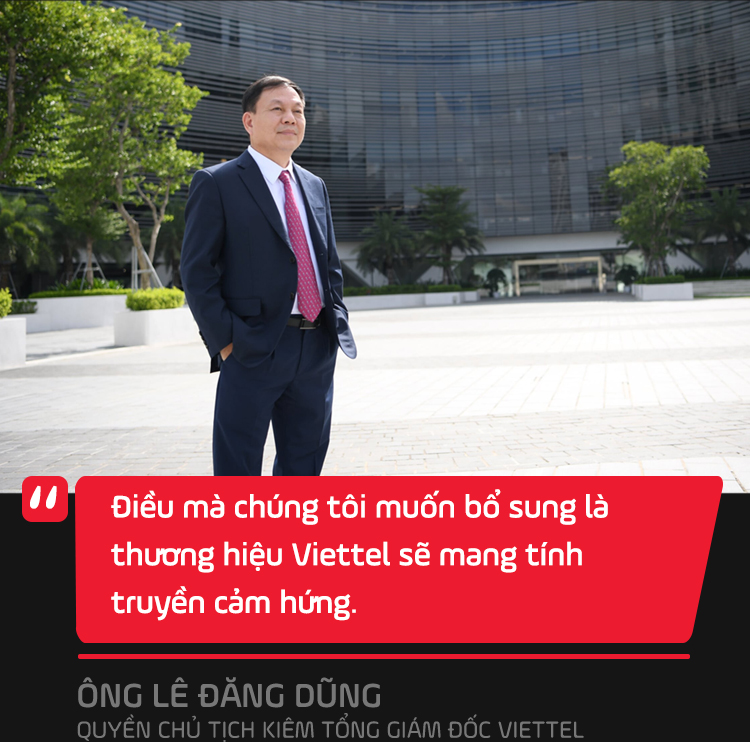 Điều mà chúng tôi muốn bổ sung là
thương hiệu Viettel sẽ mang tính
truyền cảm hứng.
ÔNG LÊ ĐĂNG DŨNG
QUYỀN CHỦ TỊCH KIÊM TỔNG GIÁM ĐỐC VIETTEL